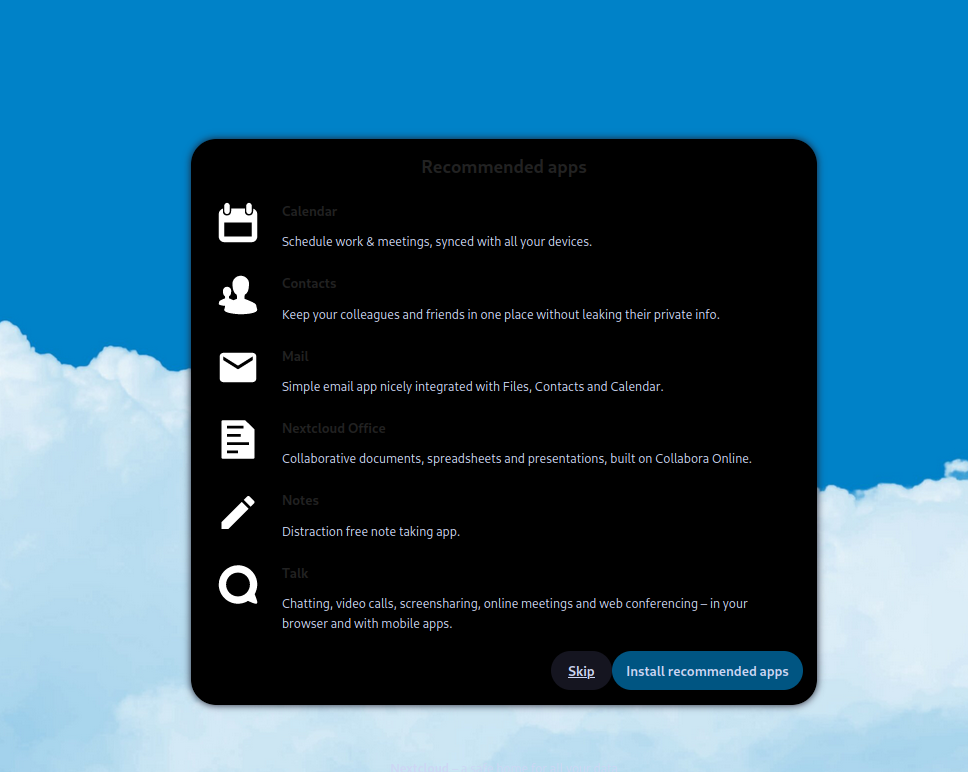 Recommended apps
Calendar
Schedule work & meetings, synced with all your devices.
Contacts
Keep your colleagues and friends in one place without leaking their private info.
Mail
Simple email app nicely integrated with Files, Contacts and Calendar.
Nextcloud Office
Collaborative documents, spreadsheets and presentations, built on Collabora Online.
Notes
Distraction free note taking app.
Talk
Chatting, video calls, screensharing, online meetings and web conferencing – in your
browser and with mobile apps.
Skip Install recommended apps